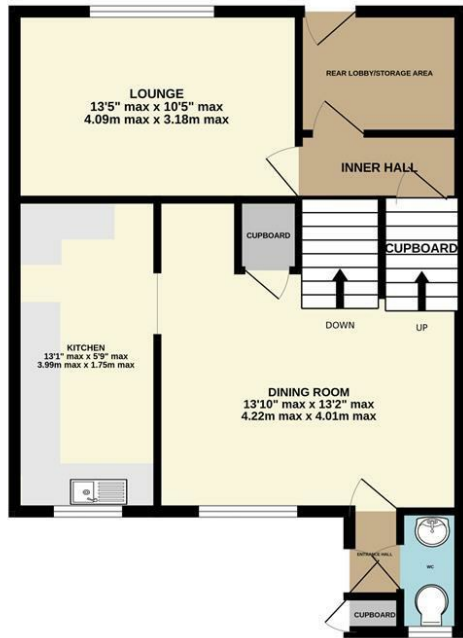 LOUNGE
13'5" max x 10'5" max
4.09m max x 3.18m max
REAR LOBBY/STORAGE AREA
INNER HALL
CUPBOARD
CUPBOARD
DOWN
UP
KITCHEN
13'1" max x 5'9" max
3.99m max x 1.75m max
DINING ROOM
13'10" max x 13'2" max
4.22m max x 4.01m max
ENTRANCE HALL
WC
CUPBOARD